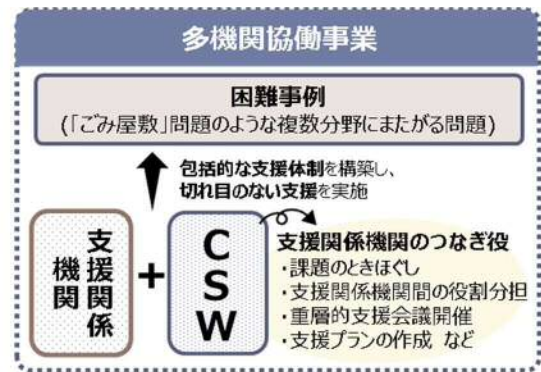 多機関協働事業
困難事例
(「ごみ屋敷」問題のような複数分野にまたがる問題)
包括的な支援体制を構築し、
切れ目のない支援を実施
支援関係
機関
+
CSW
支援関係機関のつなぎ役
・課題のときほぐし
・支援関係機関間の役割分担
・重層的支援会議開催
・支援プランの作成 など